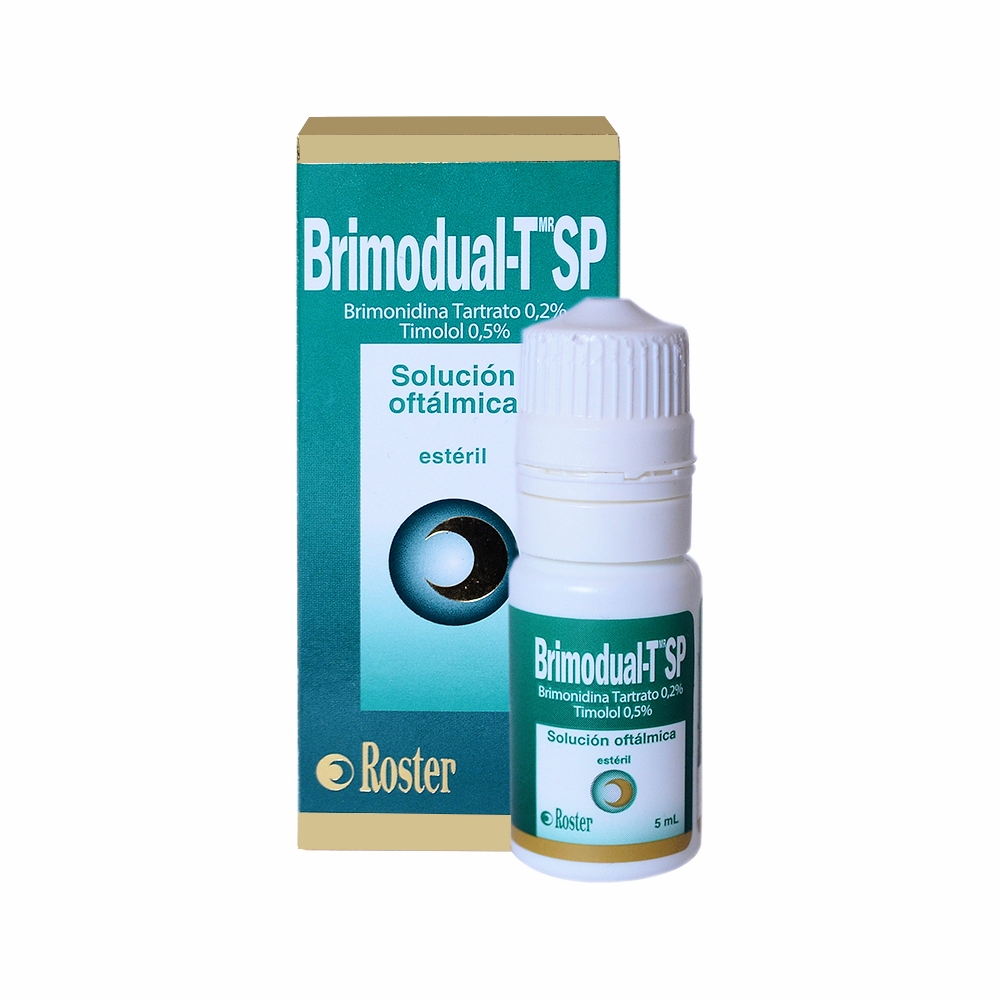 Brimodual-T MR SP
Brimonidina Tartrato 0,2%
Timolol 0,5%
Solución
oftálmica
estéril
Roster
Brimodual-T MR SP
Brimonidina Tartrato 0,2%
Timolol 0,5%
Solución oftálmica
estéril
Roster 5 mL